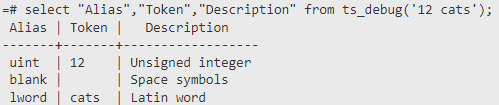 =# select "Alias","Token","Description" from ts_debug('12 cats');
 Alias | Token |   Description
-------+-------+------------------
 uint  | 12    | Unsigned integer
 blank |       | Space symbols
 lword | cats  | Latin word